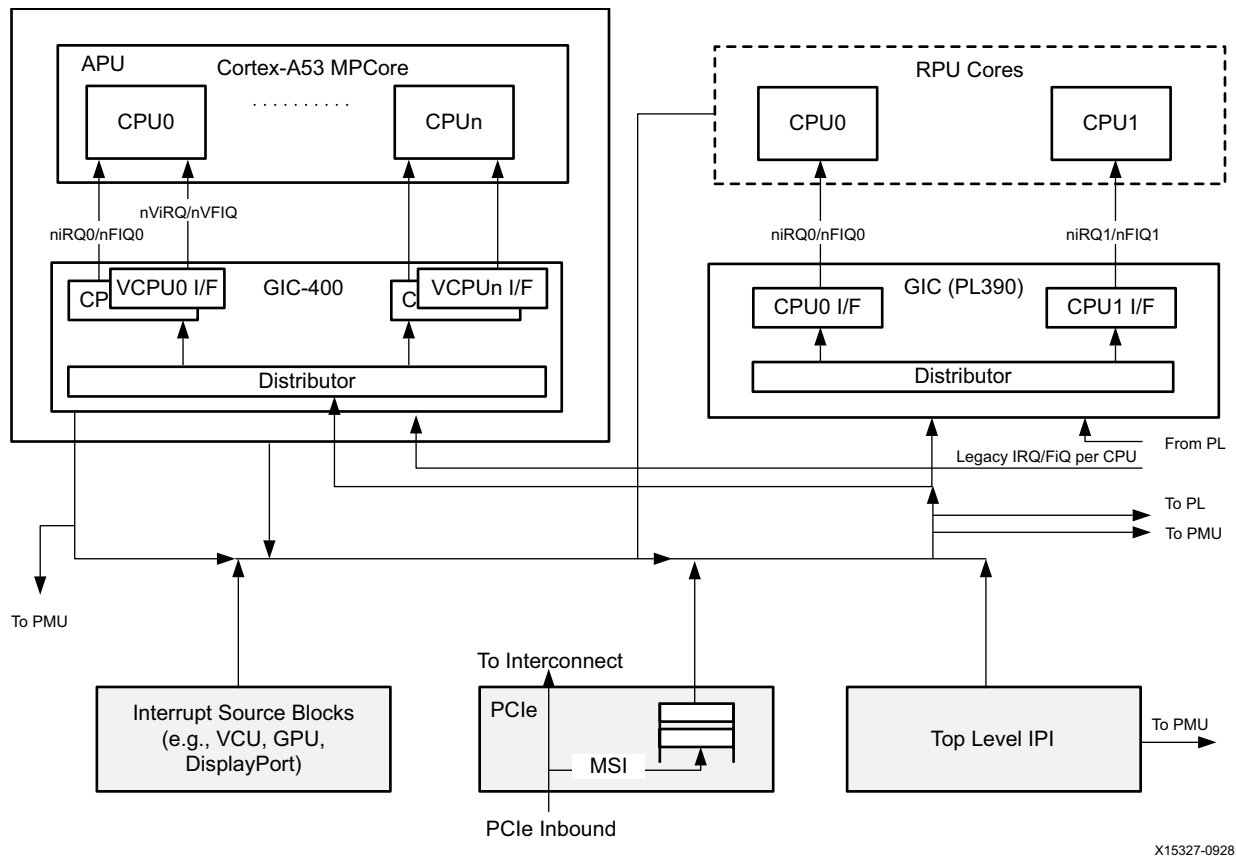 APU
Cortex-A53 MPCore
CPU0
. . . . . . . . . .
CPUn
RPU Cores
CPU0
CPU1
nViRQ/nVFIQ
niRQ0/nFIQ0
niRQ0/nFIQ0
niRQ1/nFIQ1
CP
VCPU0 I/F
GIC-400
C
VCPUn I/F
Distributor
GIC (PL390)
CPU0 I/F
CPU1 I/F
Distributor
From PL
Legacy IRQ/FiQ per CPU
To PL
To PMU
To PMU
Interrupt Source Blocks
(e.g., VCU, GPU,
DisplayPort)
To Interconnect
PCIe
MSI
PCIe Inbound
Top Level IPI
To PMU
X15327-0928